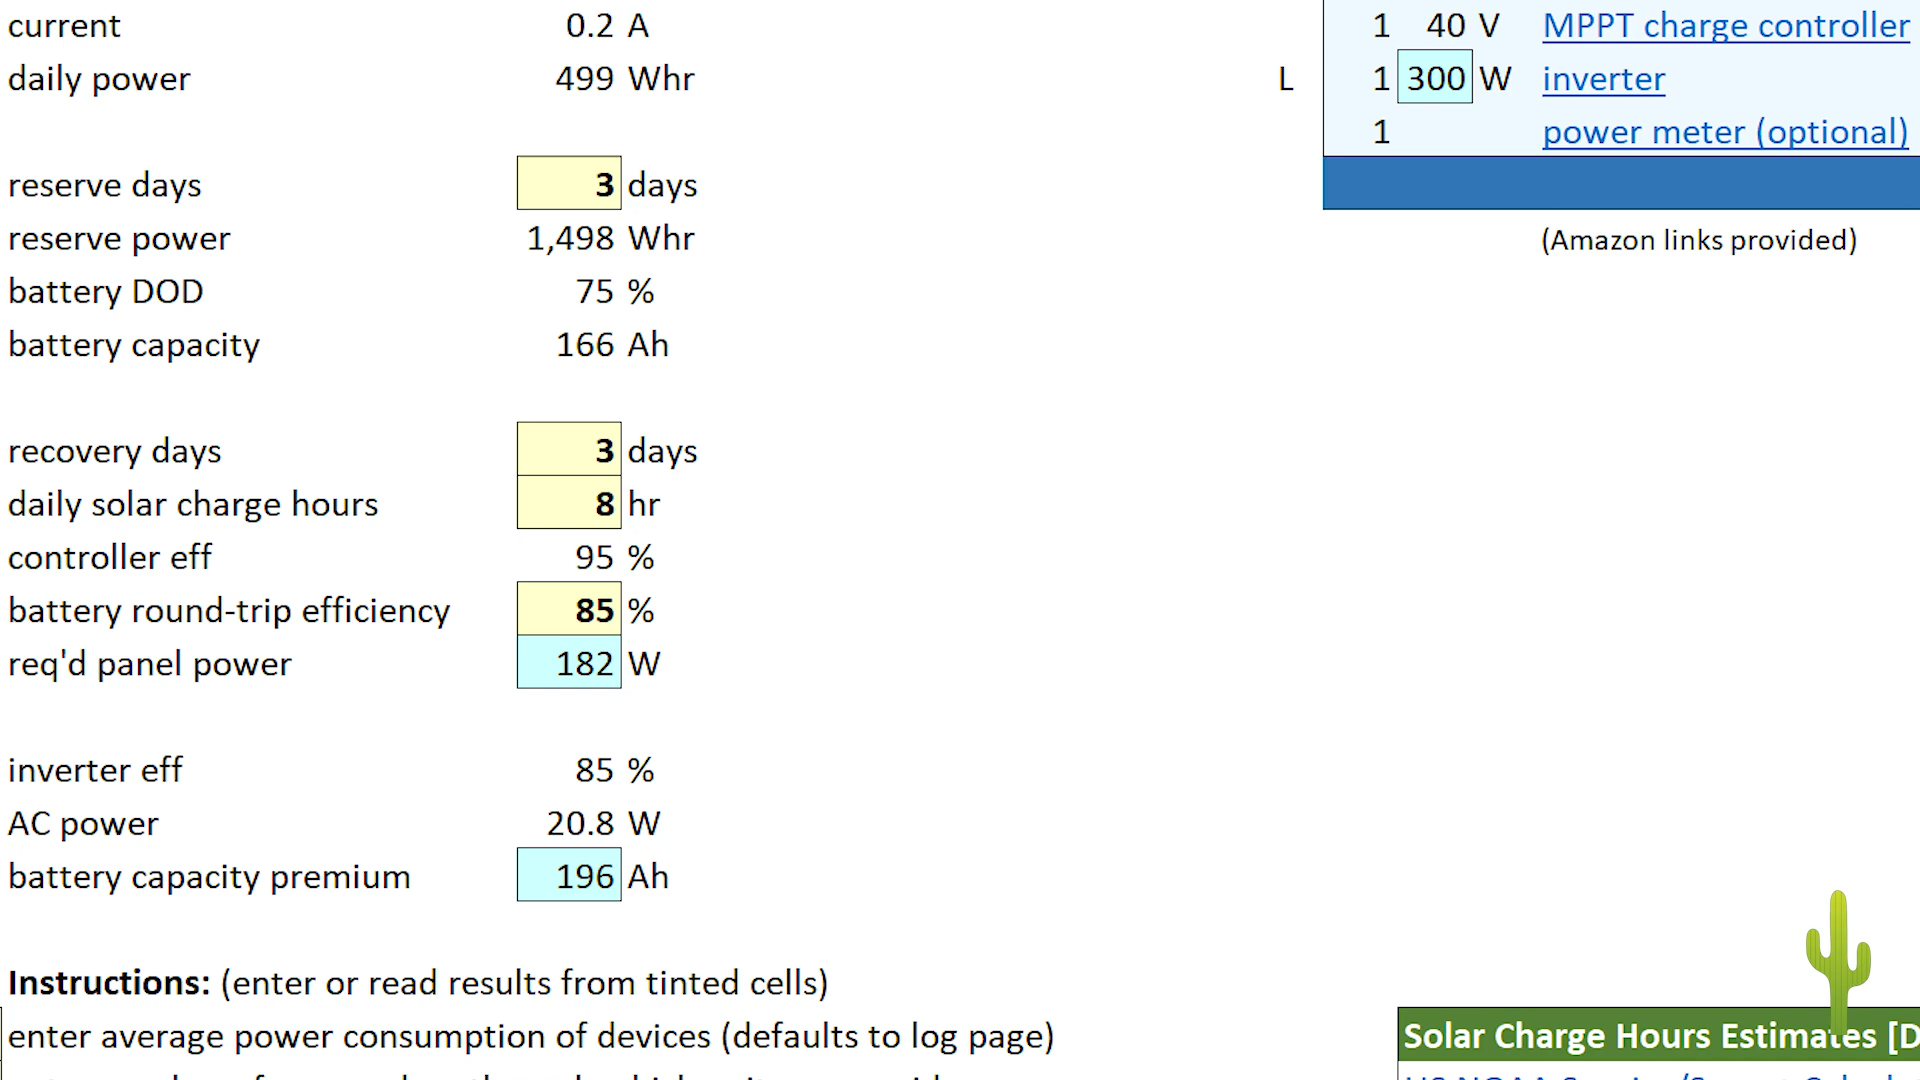 current 0.2 A
daily power 499 Whr
reserve days 3 days
reserve power 1,498 Whr
battery DOD 75 %
battery capacity 166 Ah
recovery days 3 days
daily solar charge hours 8 hr
controller eff 95 %
battery round-trip efficiency 85 %
req'd panel power 182 W
inverter eff 85 %
AC power 20.8 W
battery capacity premium 196 Ah
Instructions: (enter or read results from tinted cells)
enter average power consumption of devices (defaults to log page)
1 40 V MPPT charge controller
L 1 300 W inverter
1 power meter (optional)
(Amazon links provided)
Solar Charge Hours Estimates [D